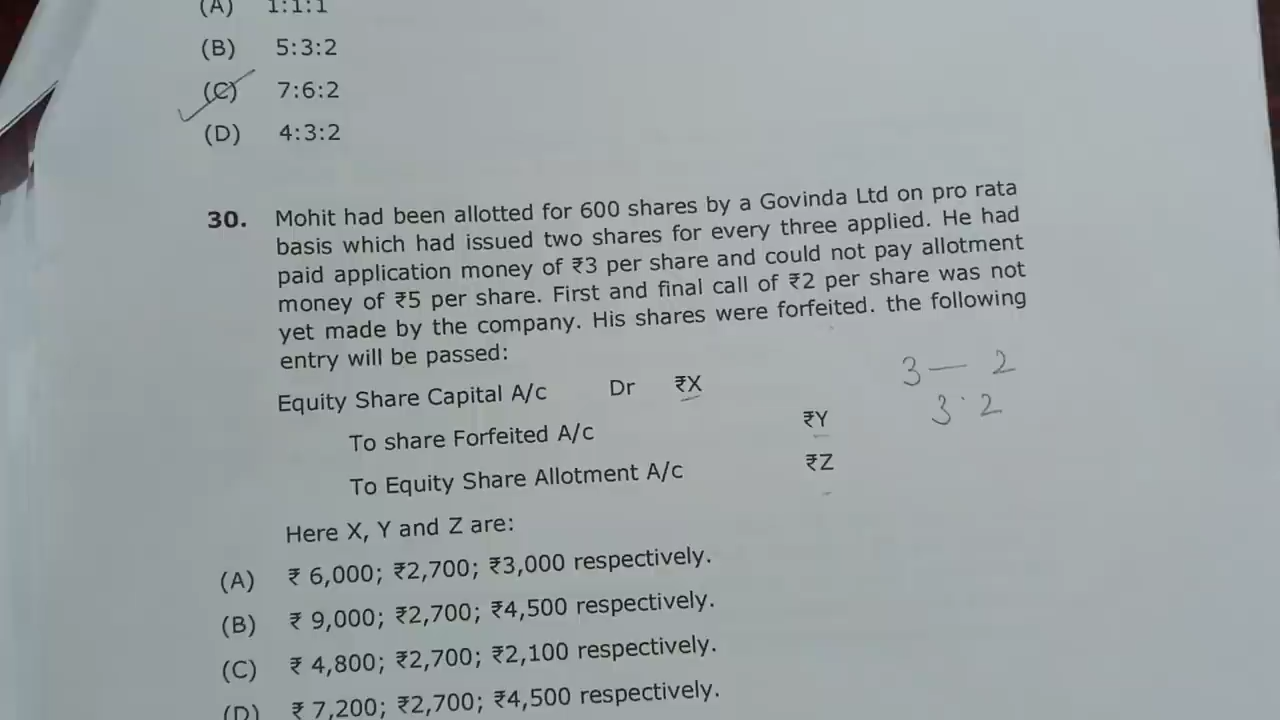 (A) 1:1:1
(B) 5:3:2
(C) 7:6:2
(D) 4:3:2
30. Mohit had been allotted for 600 shares by a Govinda Ltd on pro rata
basis which had issued two shares for every three applied. He had
paid application money of ₹3 per share and could not pay allotment
money of ₹5 per share. First and final call of ₹2 per share was not
yet made by the company. His shares were forfeited. the following
entry will be passed:
3 — 2
Equity Share Capital A/c Dr ₹X
3 : 2
To share Forfeited A/c ₹Y
To Equity Share Allotment A/c ₹Z
Here X, Y and Z are:
(A) ₹ 6,000; ₹2,700; ₹3,000 respectively.
(B) ₹ 9,000; ₹2,700; ₹4,500 respectively.
(C) ₹ 4,800; ₹2,700; ₹2,100 respectively.
(D) ₹ 7,200; ₹2,700; ₹4,500 respectively.